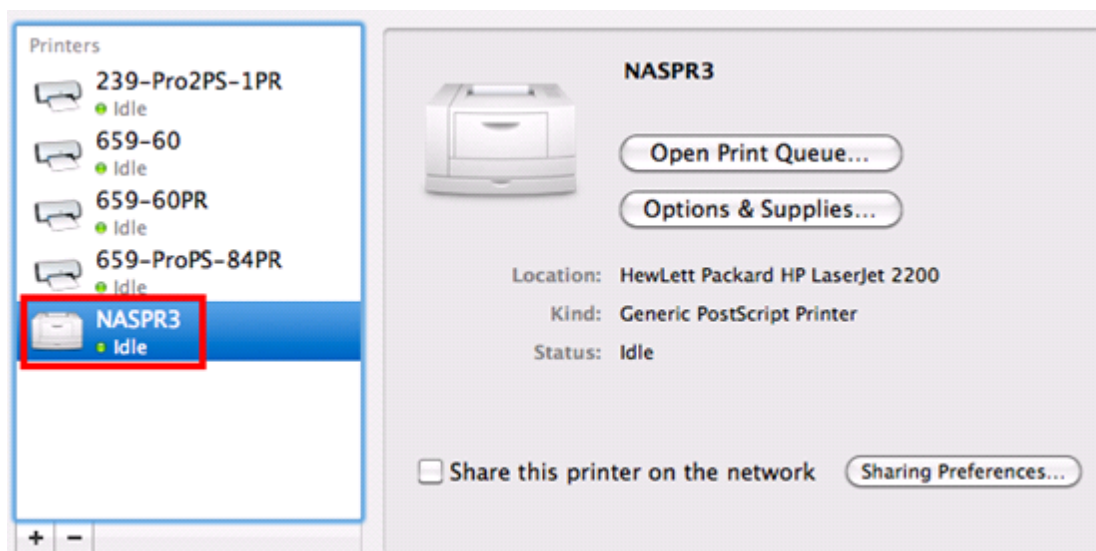 Printers
239-Pro2PS-1PR
Idle
659-60
Idle
659-60PR
Idle
659-ProPS-84PR
Idle
NASPR3
Idle
+ −
NASPR3
Open Print Queue...
Options & Supplies...
Location: HewLett Packard HP LaserJet 2200
Kind: Generic PostScript Printer
Status: Idle
Share this printer on the network
Sharing Preferences...